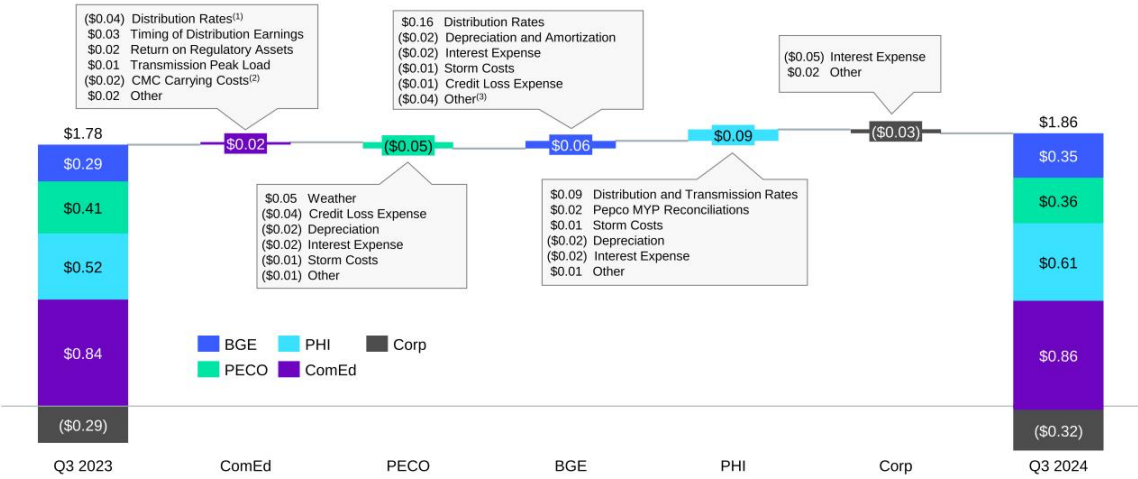 ($0.04) Distribution Rates(1)
$0.03 Timing of Distribution Earnings
$0.02 Return on Regulatory Assets
$0.01 Transmission Peak Load
($0.02) CMC Carrying Costs(2)
$0.02 Other
$0.16 Distribution Rates
($0.02) Depreciation and Amortization
($0.02) Interest Expense
($0.01) Storm Costs
($0.01) Credit Loss Expense
($0.04) Other(3)
($0.05) Interest Expense
$0.02 Other
$1.78
$0.29
$0.41
$0.52
$0.84
($0.29)
$0.02
($0.05)
$0.06
$0.09
($0.03)
$1.86
$0.35
$0.36
$0.61
$0.86
($0.32)
$0.05 Weather
($0.04) Credit Loss Expense
($0.02) Depreciation
($0.02) Interest Expense
($0.01) Storm Costs
($0.01) Other
$0.09 Distribution and Transmission Rates
$0.02 Pepco MYP Reconciliations
$0.01 Storm Costs
($0.02) Depreciation
($0.02) Interest Expense
$0.01 Other
BGE PHI Corp
PECO ComEd
Q3 2023 ComEd PECO BGE PHI Corp Q3 2024